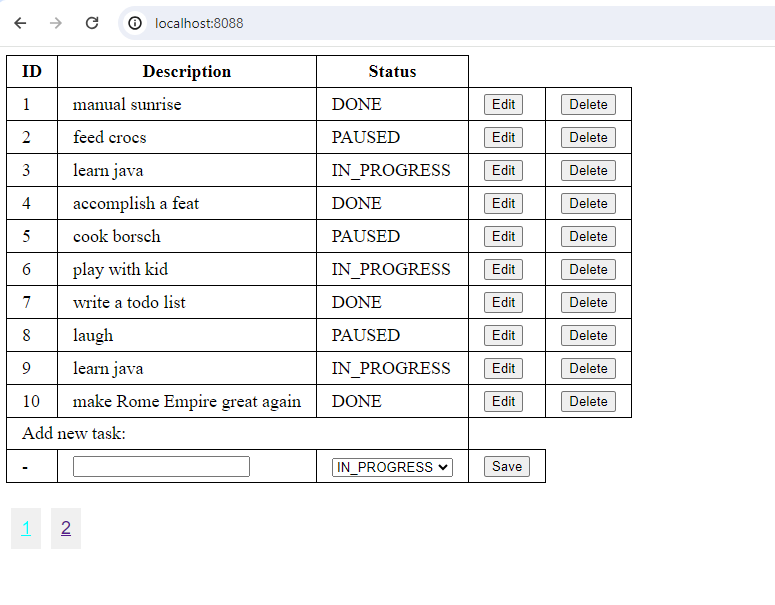 localhost:8088
ID Description Status
1 manual sunrise DONE Edit Delete
2 feed crocs PAUSED Edit Delete
3 learn java IN_PROGRESS Edit Delete
4 accomplish a feat DONE Edit Delete
5 cook borsch PAUSED Edit Delete
6 play with kid IN_PROGRESS Edit Delete
7 write a todo list DONE Edit Delete
8 laugh PAUSED Edit Delete
9 learn java IN_PROGRESS Edit Delete
10 make Rome Empire great again DONE Edit Delete
Add new task:
- IN_PROGRESS Save
1 2